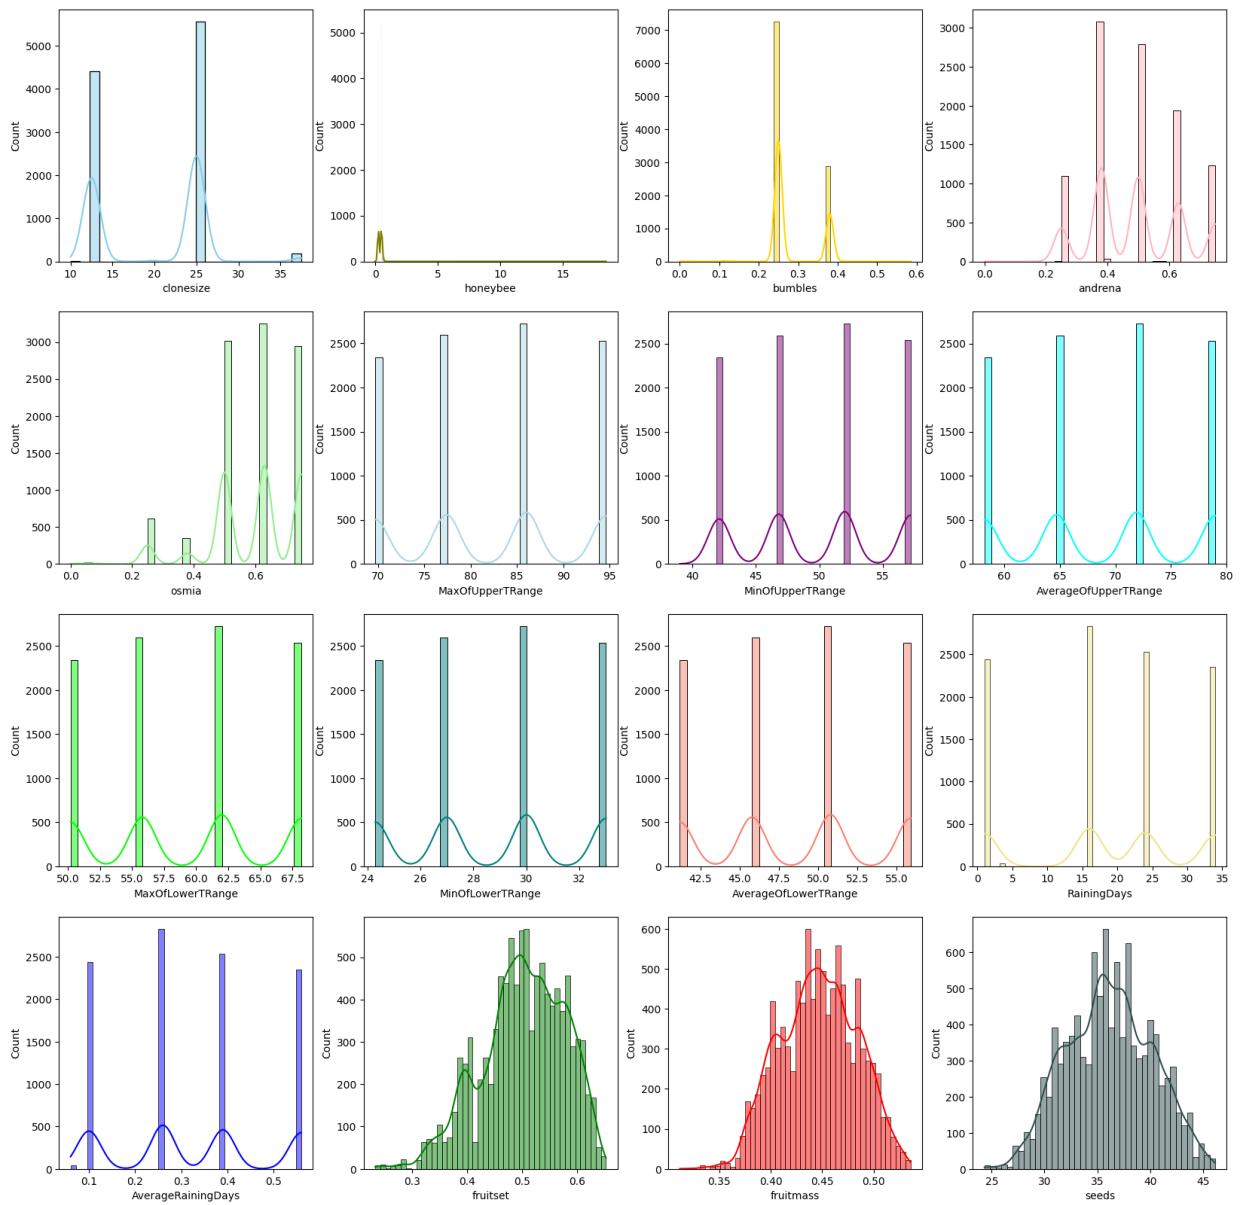 5000
4000
3000
2000
1000
0
Count
10 15 20 25 30 35
clonesize
5000
4000
3000
2000
1000
0
Count
0 5 10 15
honeybee
7000
6000
5000
4000
3000
2000
1000
0
Count
0.0 0.1 0.2 0.3 0.4 0.5 0.6
bumbles
3000
2500
2000
1500
1000
500
0
Count
0.0 0.2 0.4 0.6
andrena
3000
2500
2000
1500
1000
500
0
Count
0.0 0.2 0.4 0.6
osmia
2500
2000
1500
1000
500
0
Count
70 75 80 85 90 95
MaxOfUpperTRange
2500
2000
1500
1000
500
0
Count
40 45 50 55
MinOfUpperTRange
2500
2000
1500
1000
500
0
Count
60 65 70 75 80
AverageOfUpperTRange
2500
2000
1500
1000
500
0
Count
50.0 52.5 55.0 57.5 60.0 62.5 65.0 67.5
MaxOfLowerTRange
2500
2000
1500
1000
500
0
Count
24 26 28 30 32
MinOfLowerTRange
2500
2000
1500
1000
500
0
Count
42.5 45.0 47.5 50.0 52.5 55.0
AverageOfLowerTRange
2500
2000
1500
1000
500
0
Count
0 5 10 15 20 25 30 35
RainingDays
2500
2000
1500
1000
500
0
Count
0.1 0.2 0.3 0.4 0.5
AverageRainingDays
500
400
300
200
100
0
Count
0.3 0.4 0.5 0.6
fruitset
600
500
400
300
200
100
0
Count
0.35 0.40 0.45 0.50
fruitmass
600
500
400
300
200
100
0
Count
25 30 35 40 45
seeds